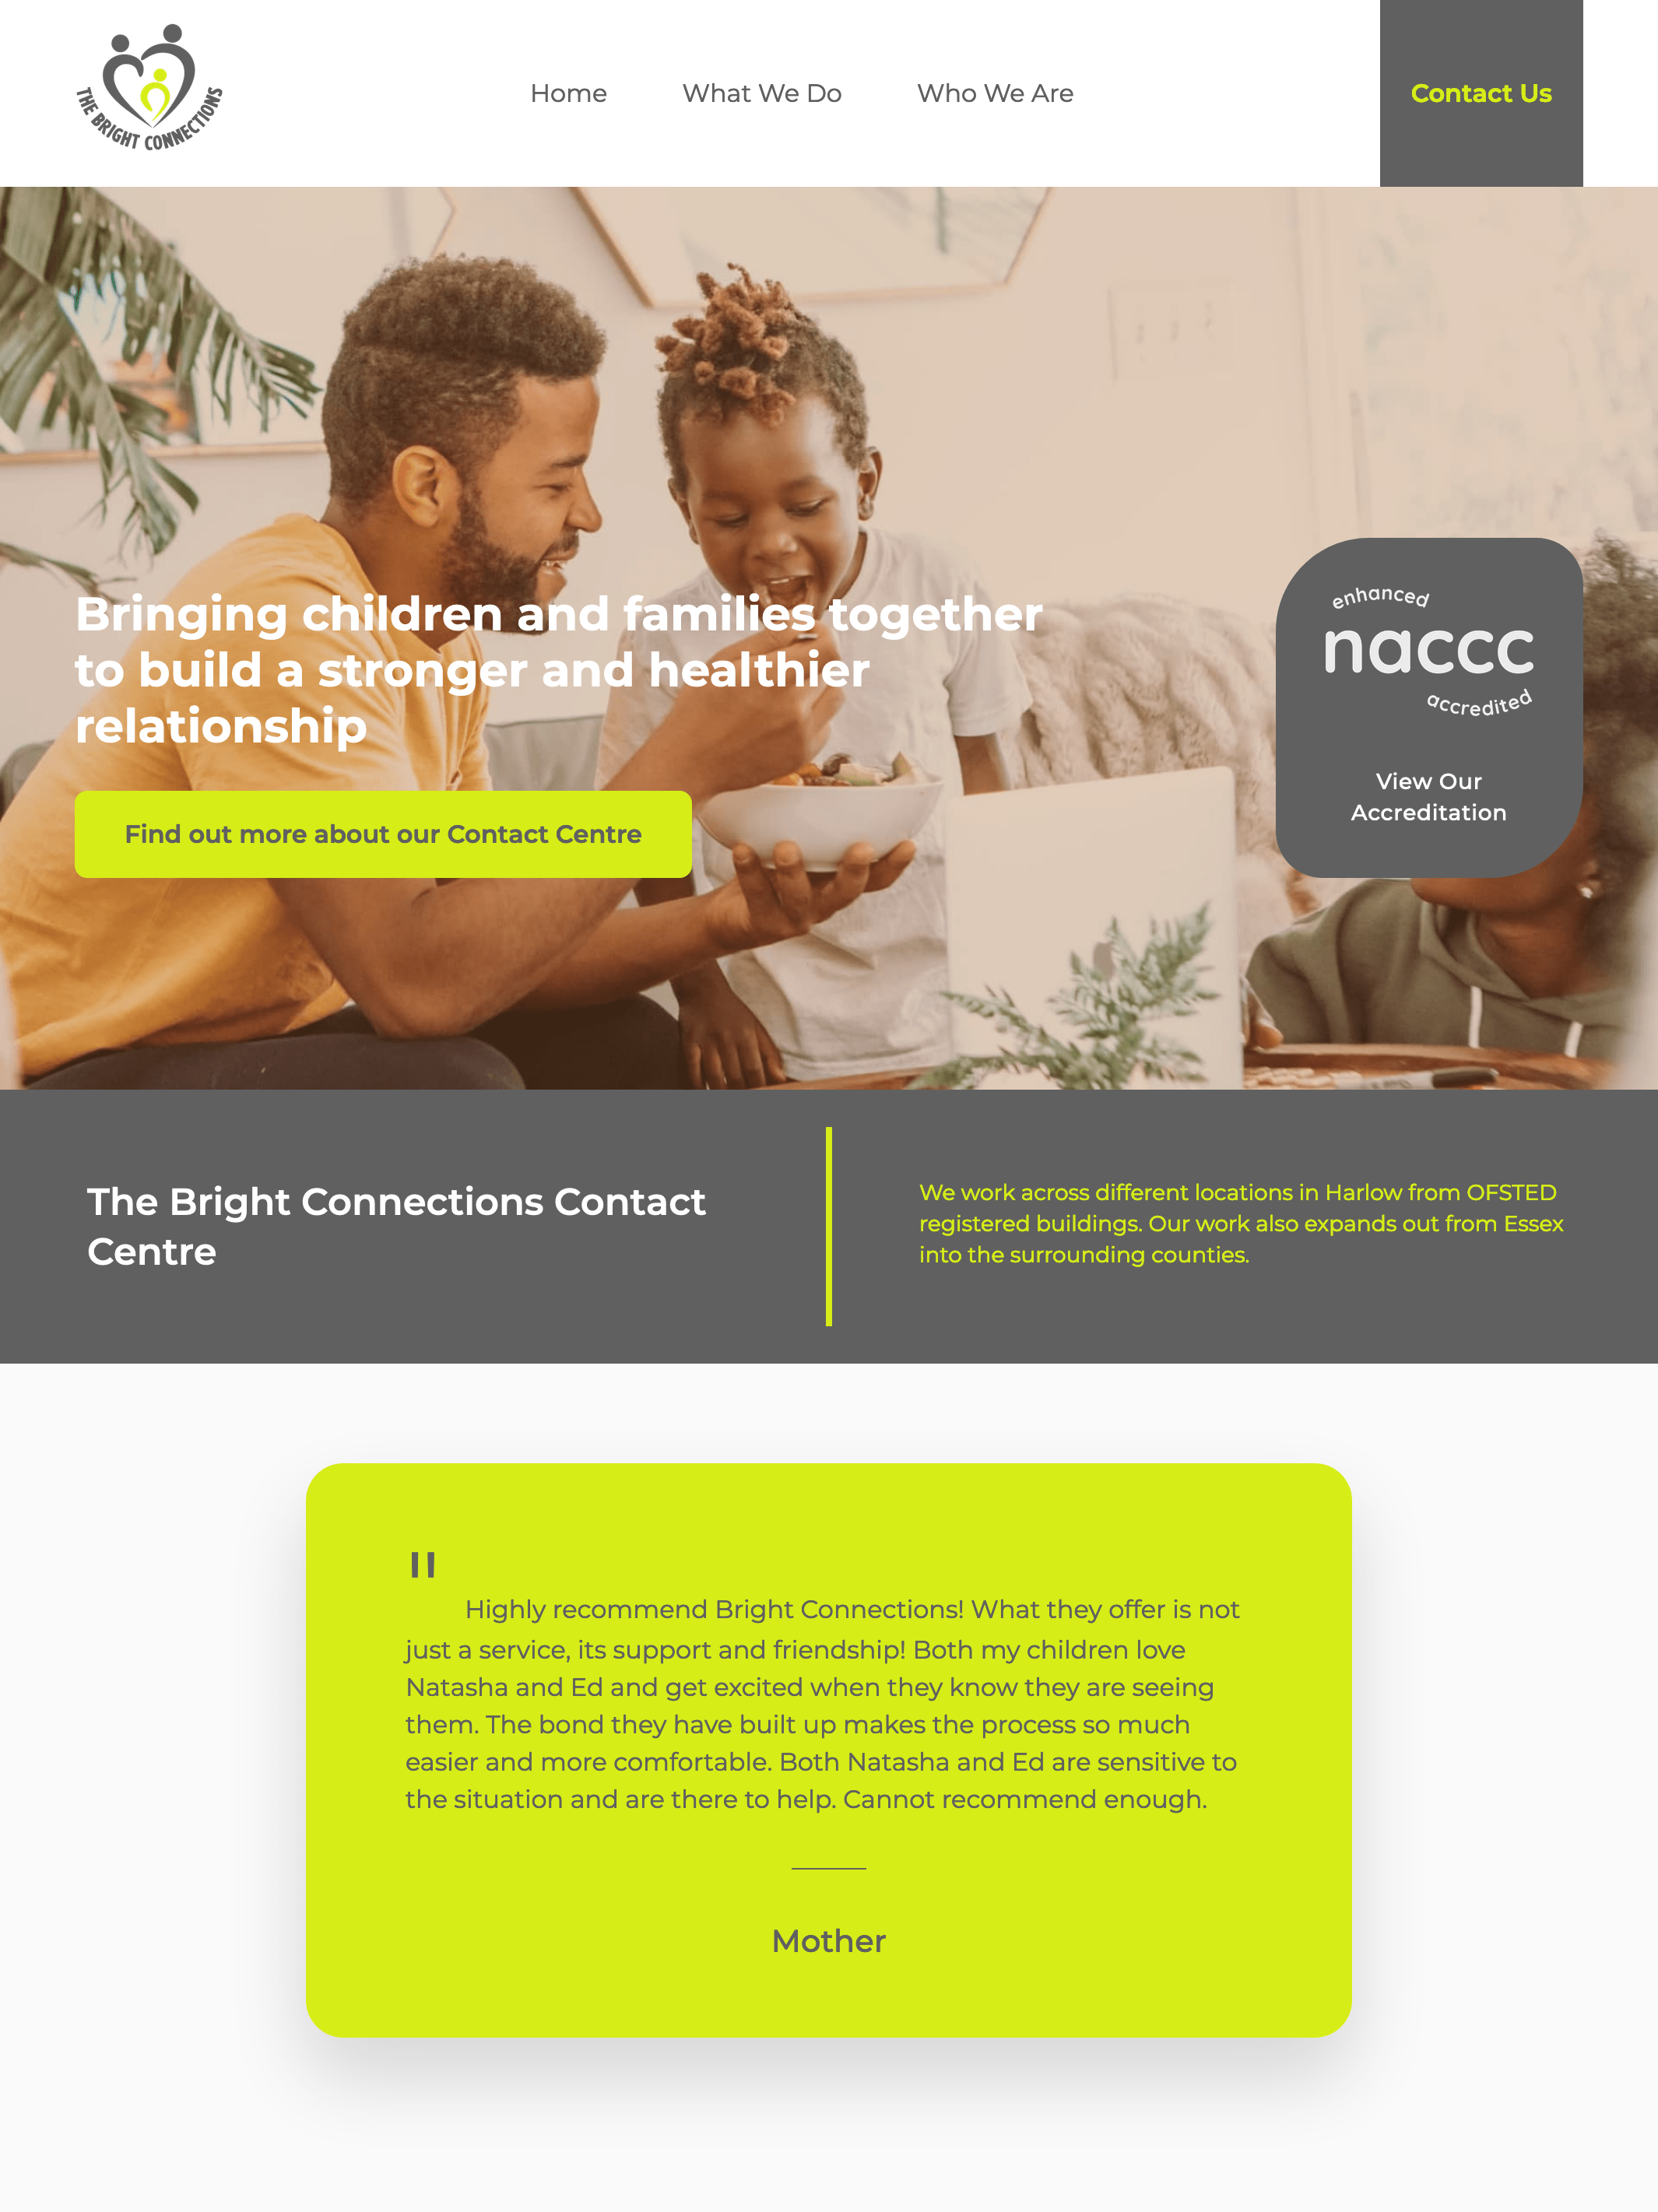 THE BRIGHT CONNECTIONS
Home
What We Do
Who We Are
Contact Us
Bringing children and families together
to build a stronger and healthier
relationship
Find out more about our Contact Centre
enhanced
naccc
accredited
View Our
Accreditation
The Bright Connections Contact
Centre
We work across different locations in Harlow from OFSTED
registered buildings. Our work also expands out from Essex
into the surrounding counties.
"
Highly recommend Bright Connections! What they offer is not
just a service, its support and friendship! Both my children love
Natasha and Ed and get excited when they know they are seeing
them. The bond they have built up makes the process so much
easier and more comfortable. Both Natasha and Ed are sensitive to
the situation and are there to help. Cannot recommend enough.
Mother